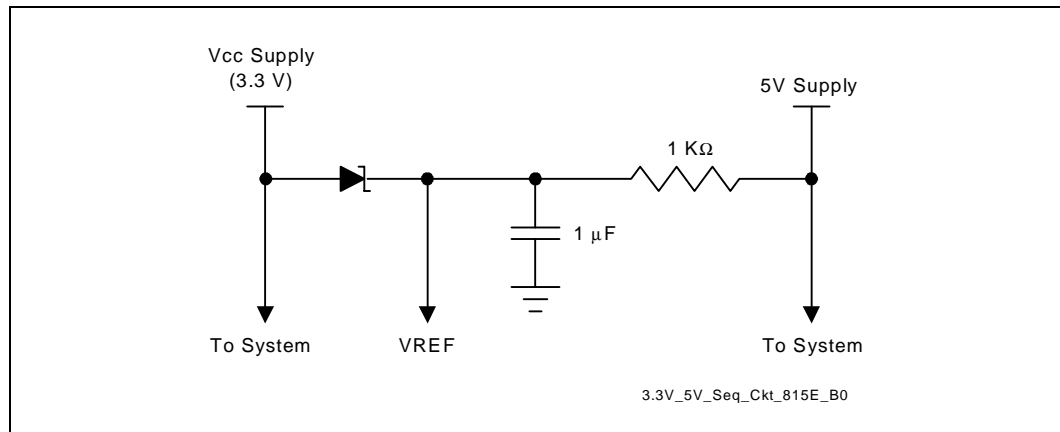 Vcc Supply
(3.3 V)
5V Supply
1 KΩ
1 μF
To System
VREF
To System
3.3V_5V_Seq_Ckt_815E_B0